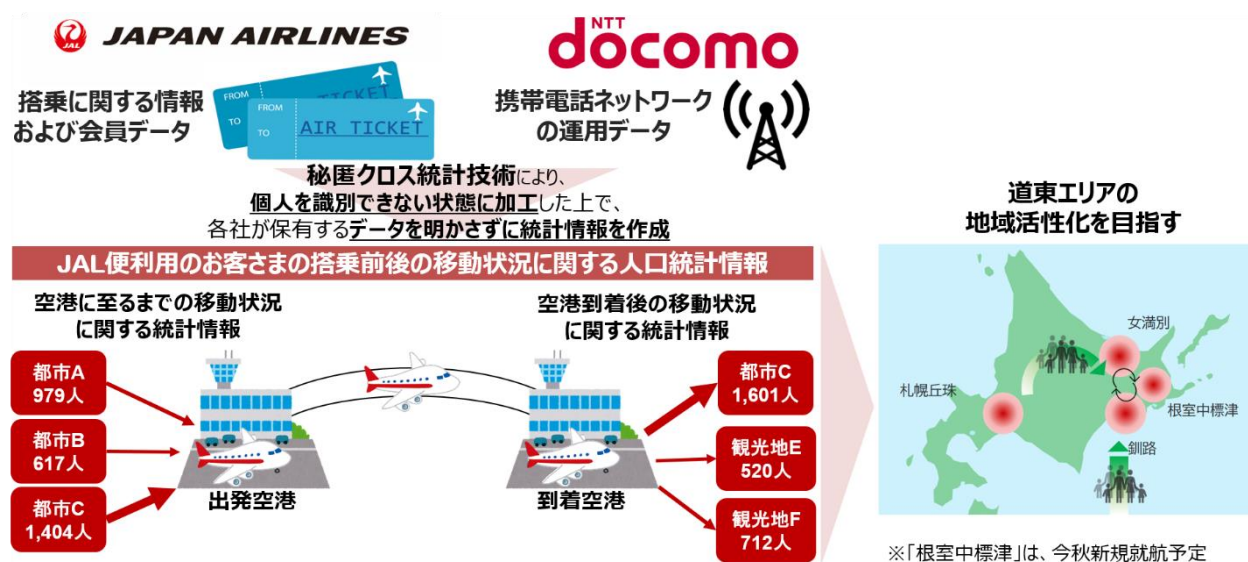 JAL
JAPAN AIRLINES
NTT
döcomo
搭乗に関する情報
および会員データ
FROM
TO
TICKET
FROM
TO
AIR TICKET
携帯電話ネットワーク
の運用データ
秘匿クロス統計技術により、
個人を識別できない状態に加工した上で、
各社が保有するデータを明かさずに統計情報を作成
JAL便利用のお客さまの搭乗前後の移動状況に関する人口統計情報
空港に至るまでの移動状況
に関する統計情報
都市A
979人
都市B
617人
都市C
1,404人
出発空港
空港到着後の移動状況
に関する統計情報
都市C
1,601人
観光地E
520人
観光地F
712人
到着空港
道東エリアの
地域活性化を目指す
女満別
札幌丘珠
根室中標津
釧路
※「根室中標津」は、今秋新規就航予定